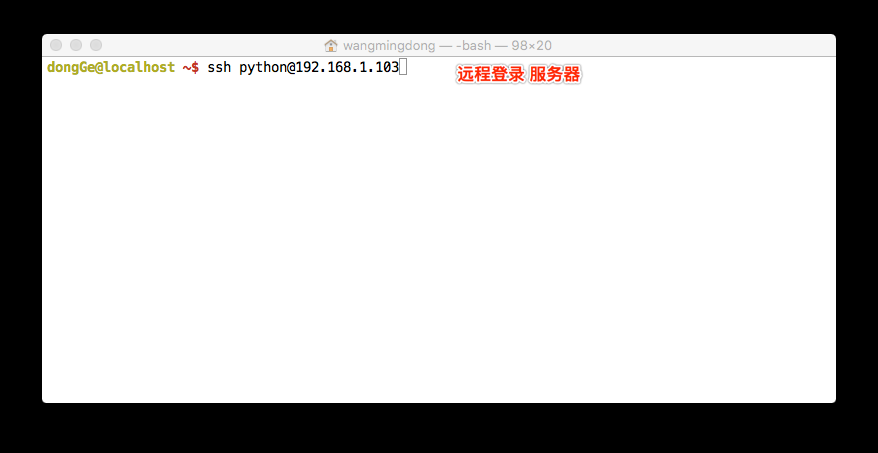 wangmingdong — -bash — 98×20
dongGe@localhost ~$ ssh python@192.168.1.103 远程登录 服务器